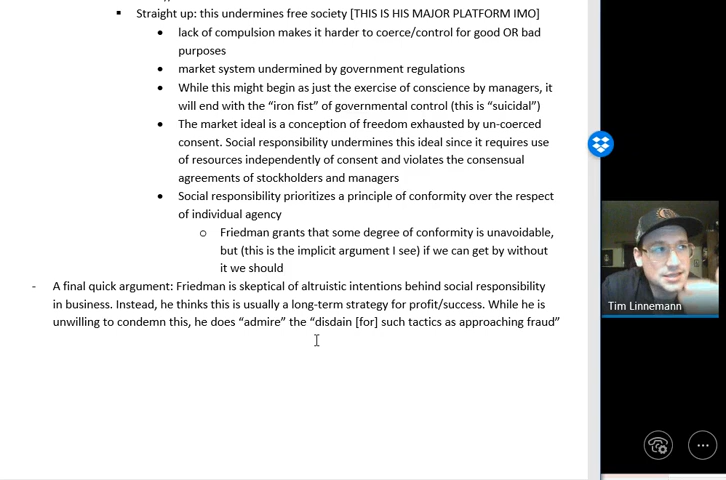 Straight up: this undermines free society [THIS IS HIS MAJOR PLATFORM IMO]
lack of compulsion makes it harder to coerce/control for good OR bad
purposes
market system undermined by government regulations
While this might begin as just the exercise of conscience by managers, it
will end with the “iron fist” of governmental control (this is “suicidal”)
The market ideal is a conception of freedom exhausted by un-coerced
consent. Social responsibility undermines this ideal since it requires use
of resources independently of consent and violates the consensual
agreements of stockholders and managers
Social responsibility prioritizes a principle of conformity over the respect
of individual agency
Friedman grants that some degree of conformity is unavoidable,
but (this is the implicit argument I see) if we can get by without
it we should
- A final quick argument: Friedman is skeptical of altruistic intentions behind social responsibility
in business. Instead, he thinks this is usually a long-term strategy for profit/success. While he is
unwilling to condemn this, he does “admire” the “disdain [for] such tactics as approaching fraud”
Tim Linnemann